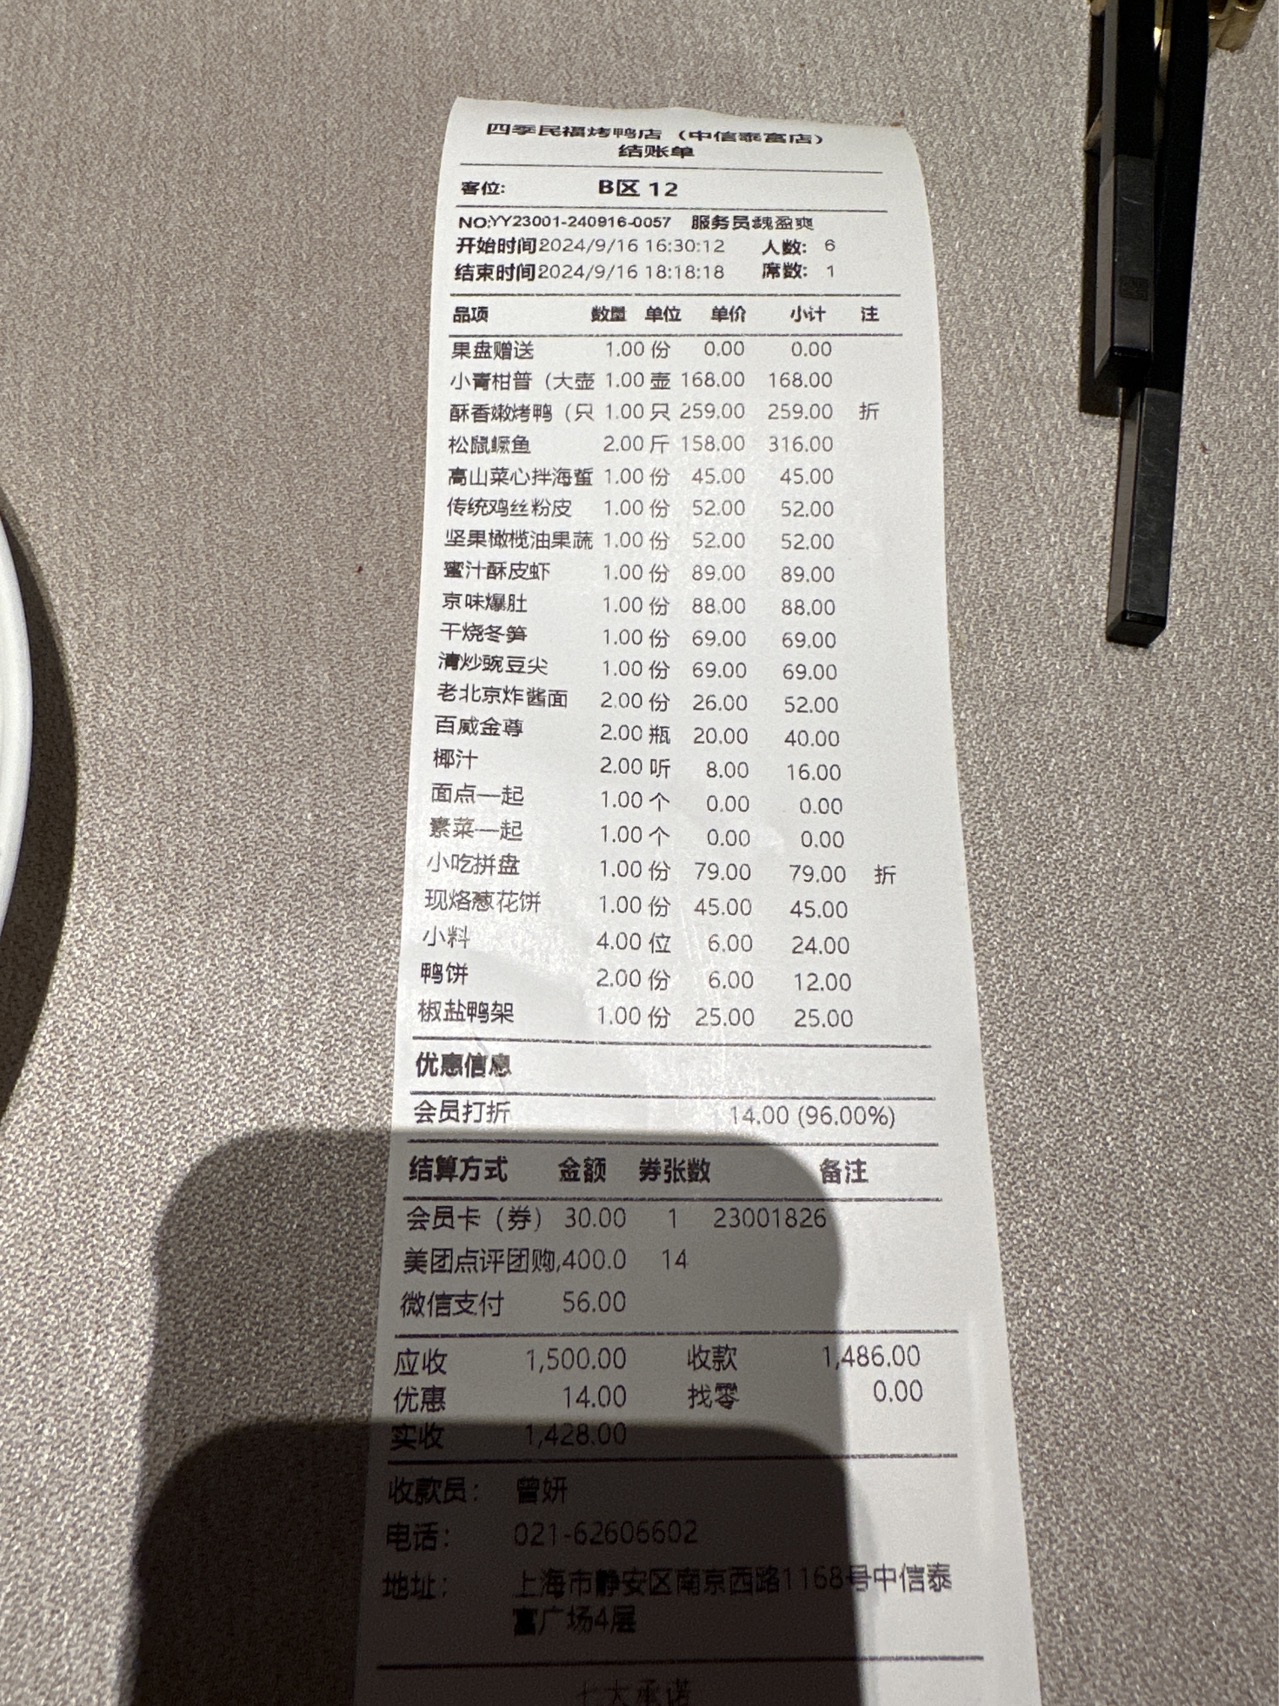 四季民福烤鸭店（中信泰富店）
结账单
客位: B区 12
NO:YY23001-240916-0057 服务员魏盈爽
开始时间2024/9/16 16:30:12 人数: 6
结束时间2024/9/16 18:18:18 席数: 1
品项 数量 单位 单价 小计 注
果盘赠送 1.00 份 0.00 0.00
小青柑普（大壶 1.00 壶 168.00 168.00
酥香嫩烤鸭（只 1.00 只 259.00 259.00 折
松鼠鳜鱼 2.00 斤 158.00 316.00
高山菜心拌海蜇 1.00 份 45.00 45.00
传统鸡丝粉皮 1.00 份 52.00 52.00
坚果橄榄油果蔬 1.00 份 52.00 52.00
蜜汁酥皮虾 1.00 份 89.00 89.00
京味爆肚 1.00 份 88.00 88.00
干烧冬笋 1.00 份 69.00 69.00
清炒豌豆尖 1.00 份 69.00 69.00
老北京炸酱面 2.00 份 26.00 52.00
百威金尊 2.00 瓶 20.00 40.00
椰汁 2.00 听 8.00 16.00
面点一起 1.00 个 0.00 0.00
素菜一起 1.00 个 0.00 0.00
小吃拼盘 1.00 份 79.00 79.00 折
现烙葱花饼 1.00 份 45.00 45.00
小料 4.00 位 6.00 24.00
鸭饼 2.00 份 6.00 12.00
椒盐鸭架 1.00 份 25.00 25.00
优惠信息
会员打折 14.00 (96.00%)
结算方式 金额 券张数 备注
会员卡（券） 30.00 1 23001826
美团点评团购,400.0 14
微信支付 56.00
应收 1,500.00 收款 1,486.00
优惠 14.00 找零 0.00
实收 1,428.00
收款员: 曾妍
电话: 021-62606602
地址: 上海市静安区南京西路1168号中信泰
富广场4层
七大承诺